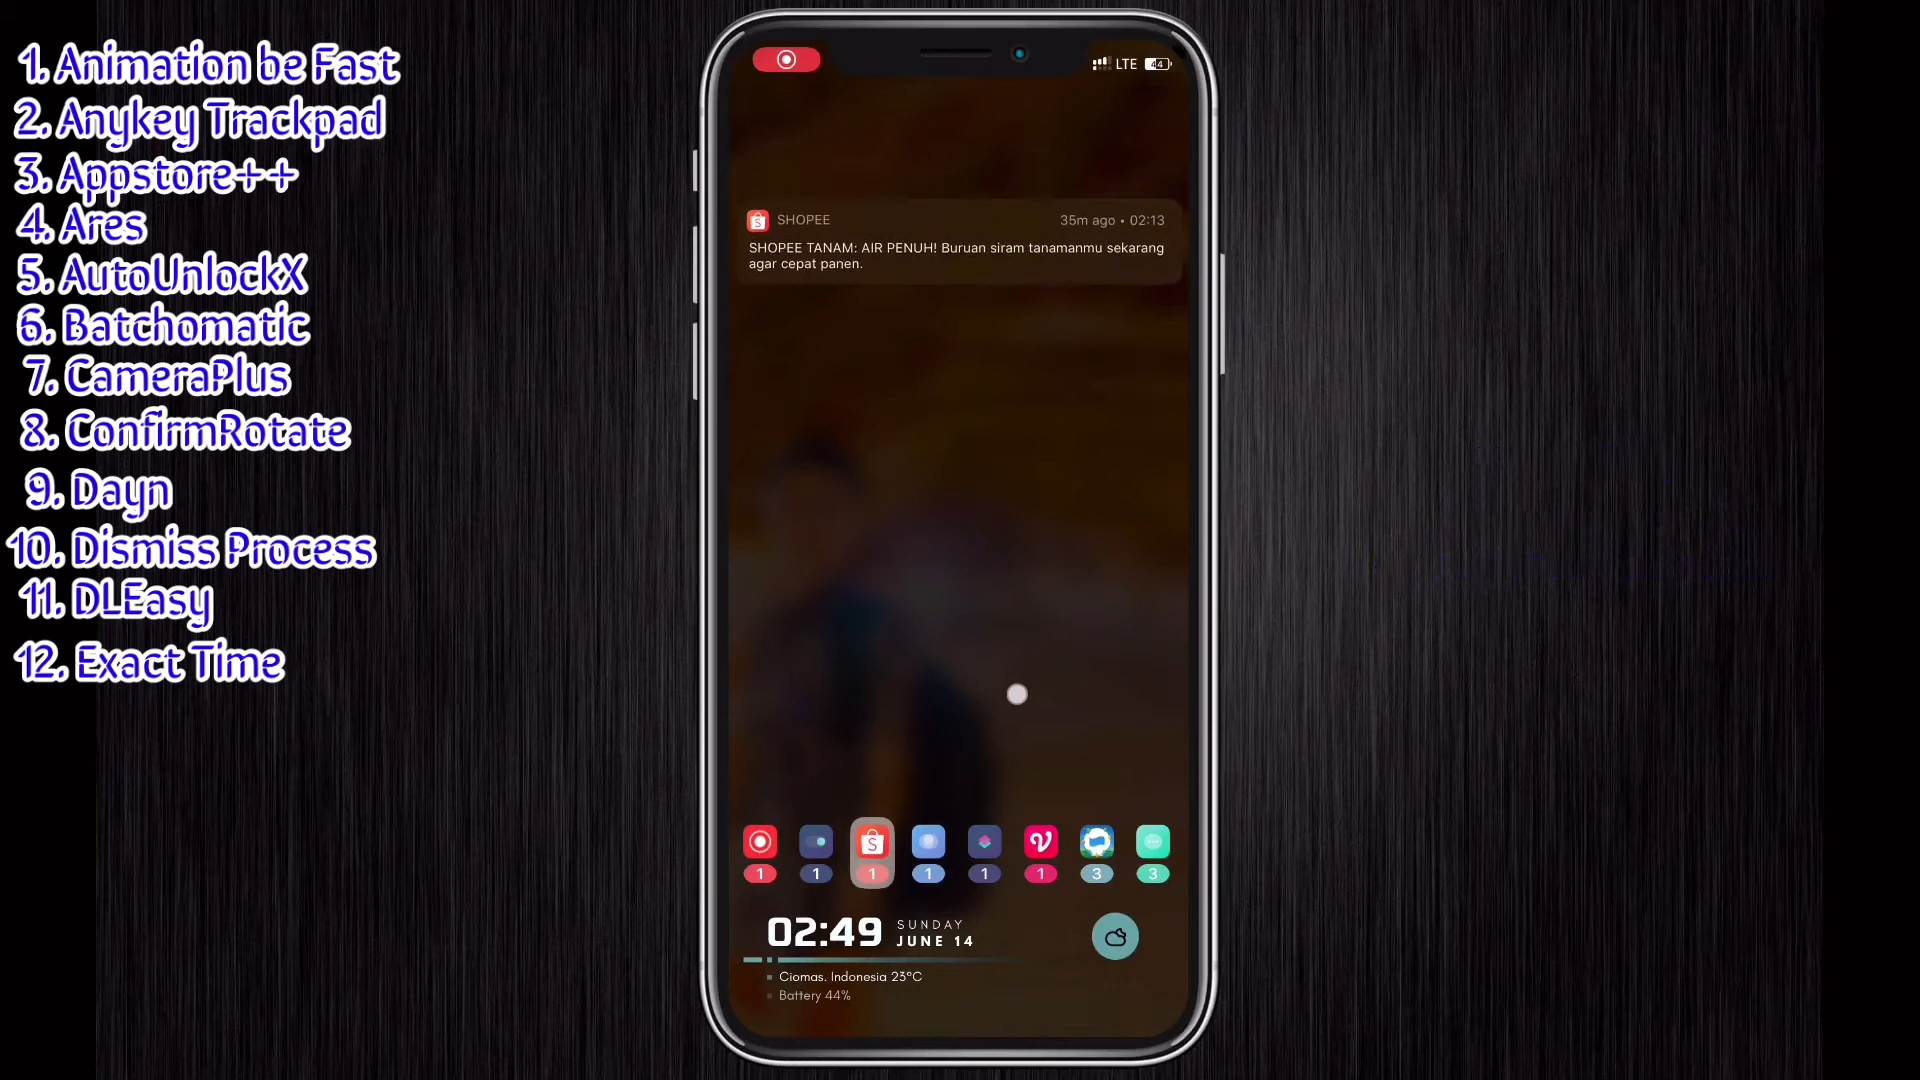 1. Animation be Fast
2. Anykey Trackpad
3. Appstore++
4. Ares
5. AutoUnlockX
6. Batchomatic
7. CameraPlus
8. ConfirmRotate
9. Dayn
10. Dismiss Process
11. DLEasy
12. Exact Time
LTE 44
SHOPEE 35m ago • 02:13
SHOPEE TANAM: AIR PENUH! Buruan siram tanamanmu sekarang
agar cepat panen.
1 1 1 1 1 1 3 3
02:49 SUNDAY
JUNE 14
Ciomas. Indonesia 23°C
Battery 44%